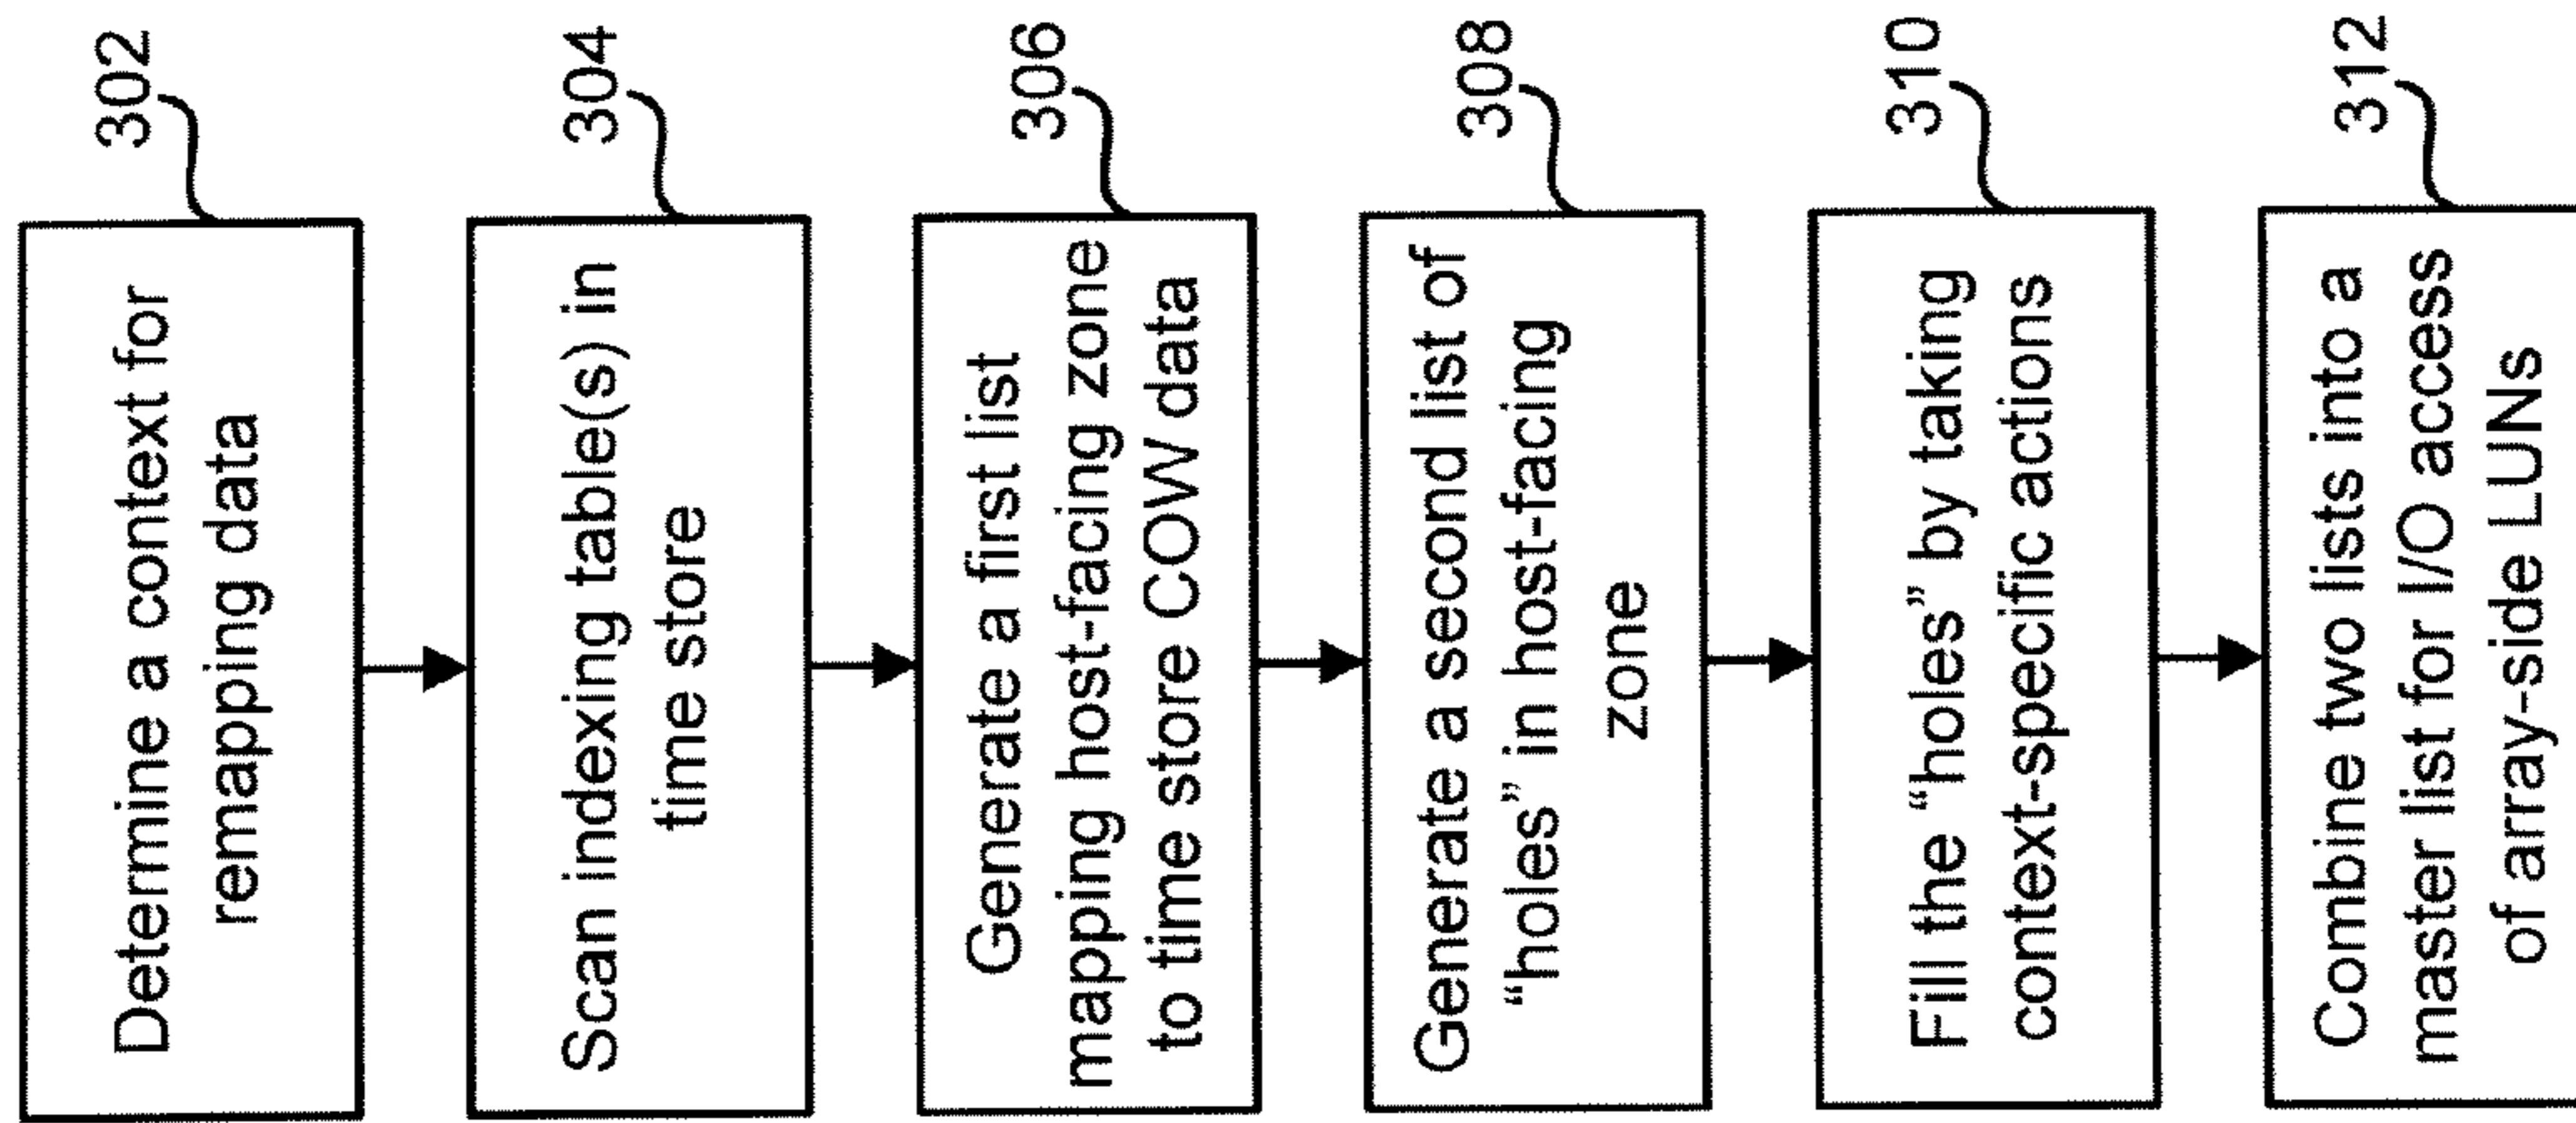 302
Determine a context for
remapping data
304
Scan indexing table(s) in
time store
306
Generate a first list
mapping host-facing zone
to time store COW data
308
Generate a second list of
“holes” in host-facing
zone
310
Fill the “holes” by taking
context-specific actions
312
Combine two lists into a
master list for I/O access
of array-side LUNs